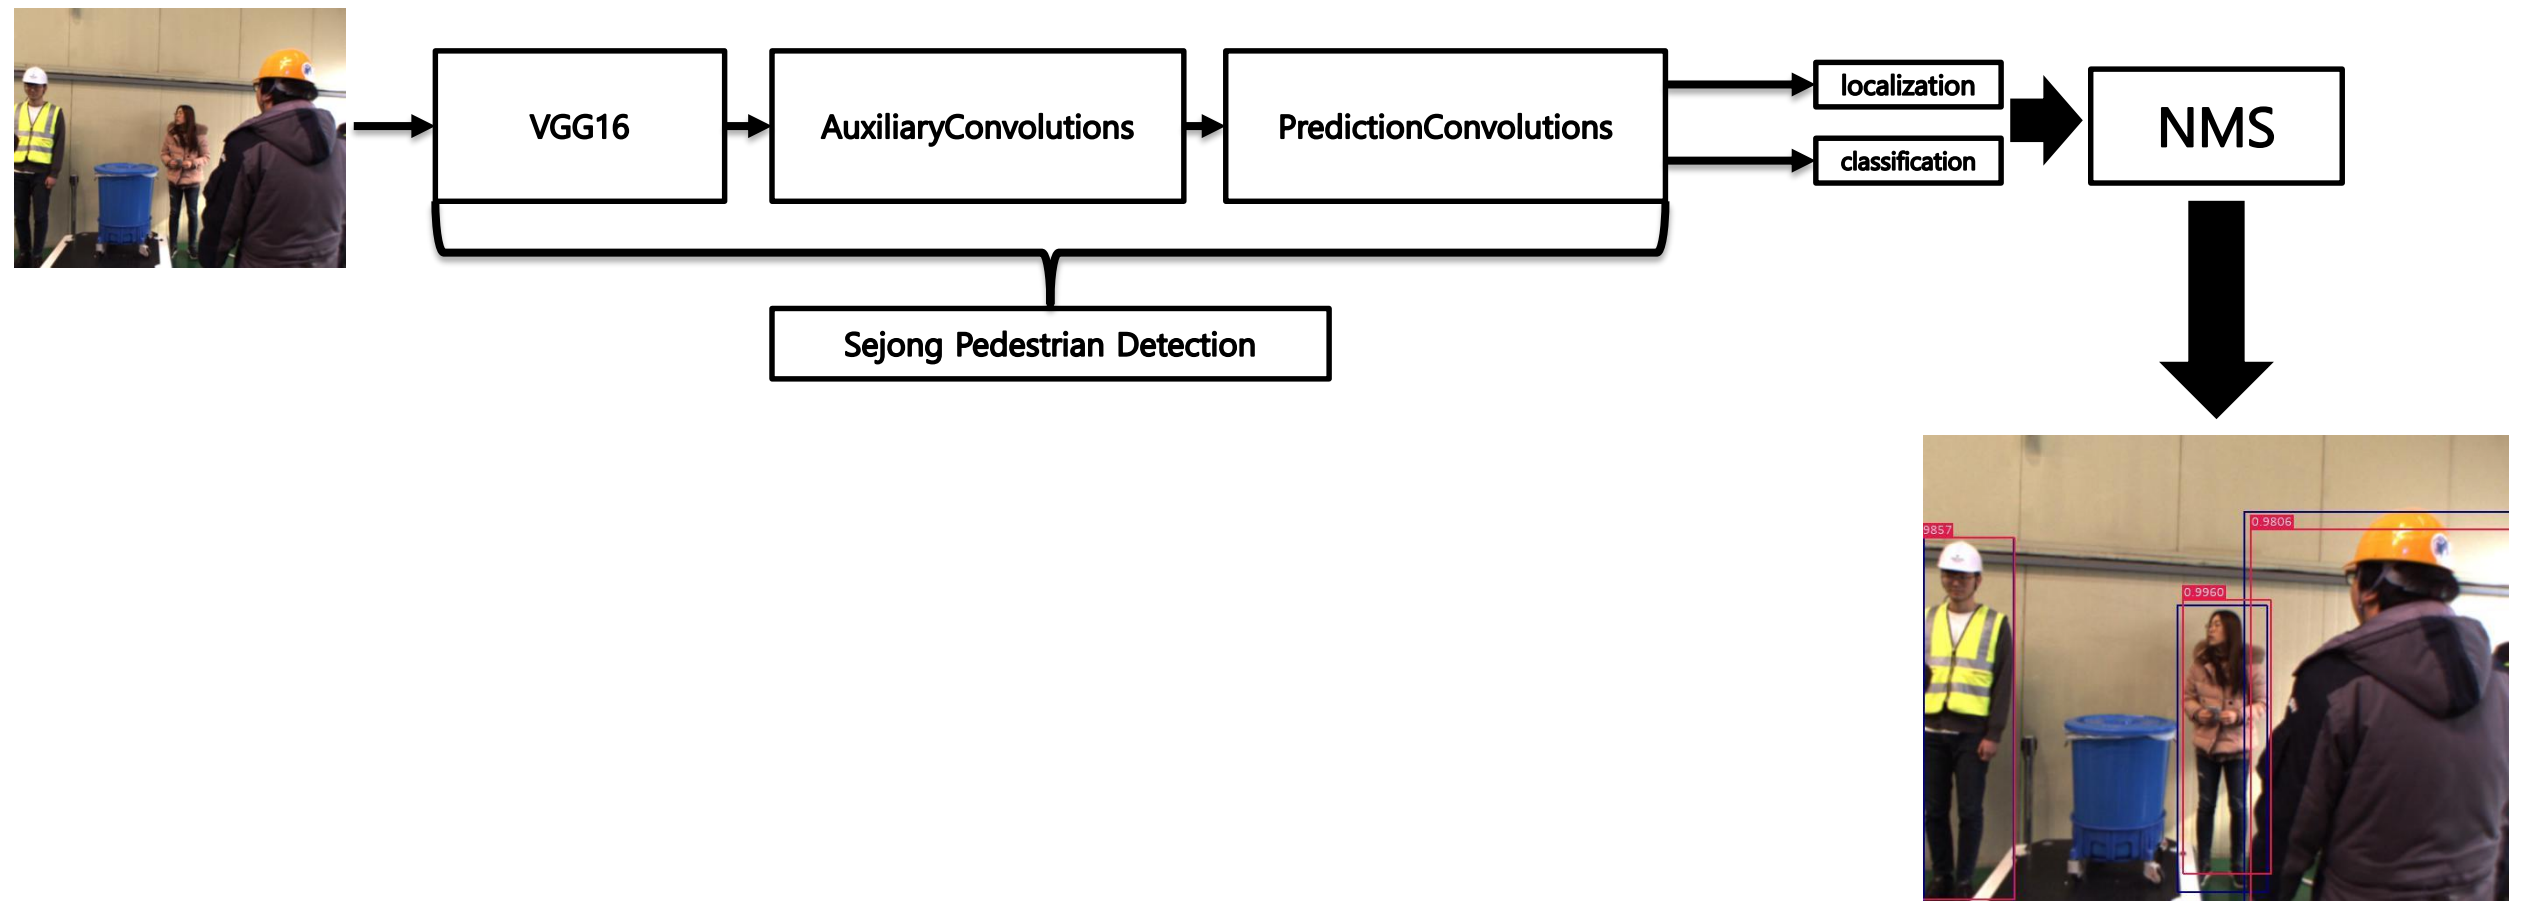 VGG16
AuxiliaryConvolutions
PredictionConvolutions
localization
classification
NMS
Sejong Pedestrian Detection
9857
0.9806
0.9960